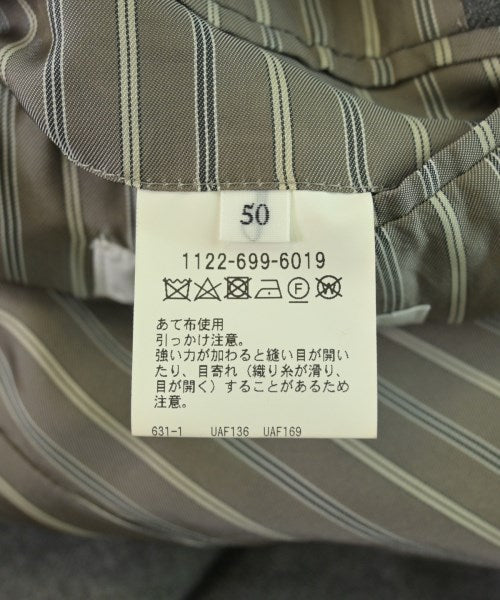 50
1122-699-6019
F
W
あて布使用
引っかけ注意。
強い力が加わると縫い目が開い
たり、目寄れ（織り糸が滑り、
目が開く）することがあるため
注意。
631-1 UAF136 UAF169